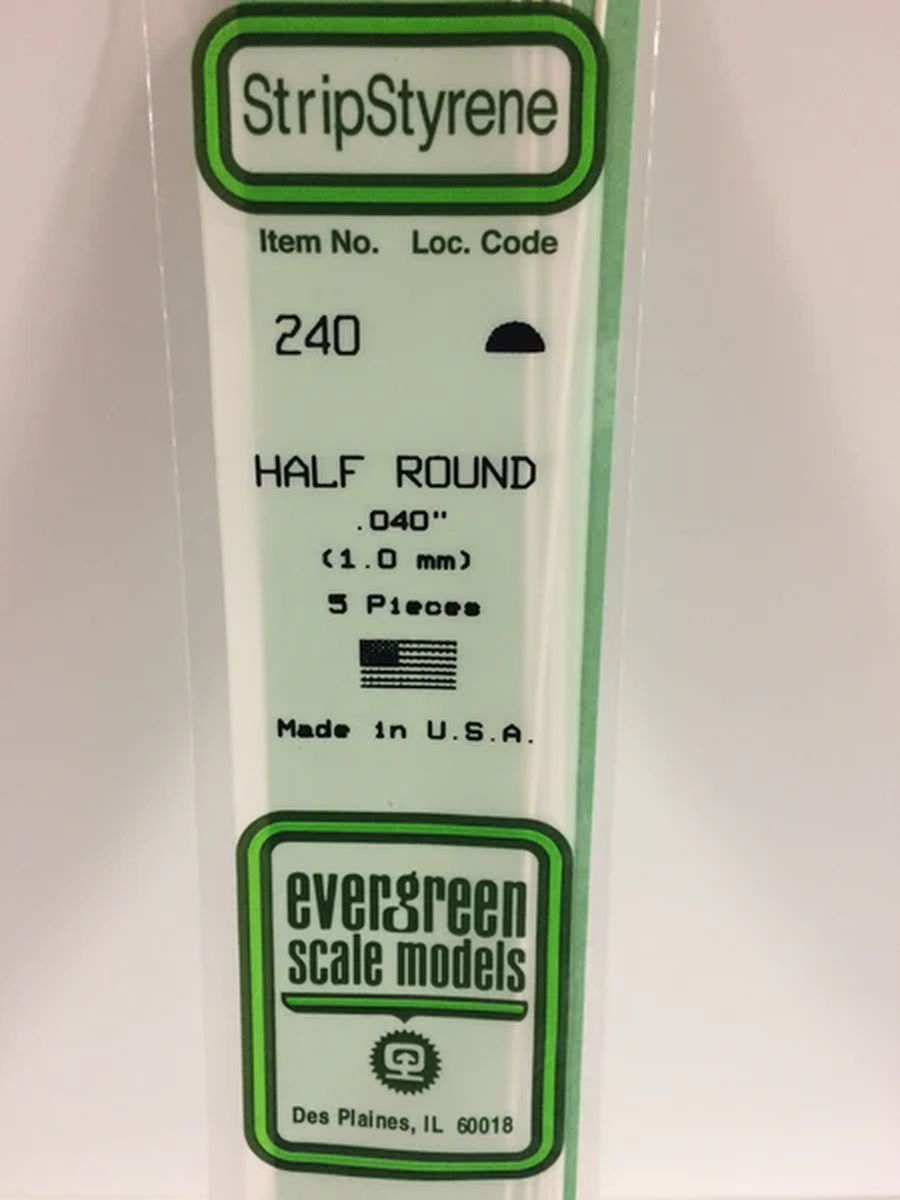 StripStyrene
Item No. Loc. Code
240
HALF ROUND
.040"
(1.0 mm)
5 Pieces
Made in U.S.A.
evergreen
scale models
Des Plaines, IL 60018